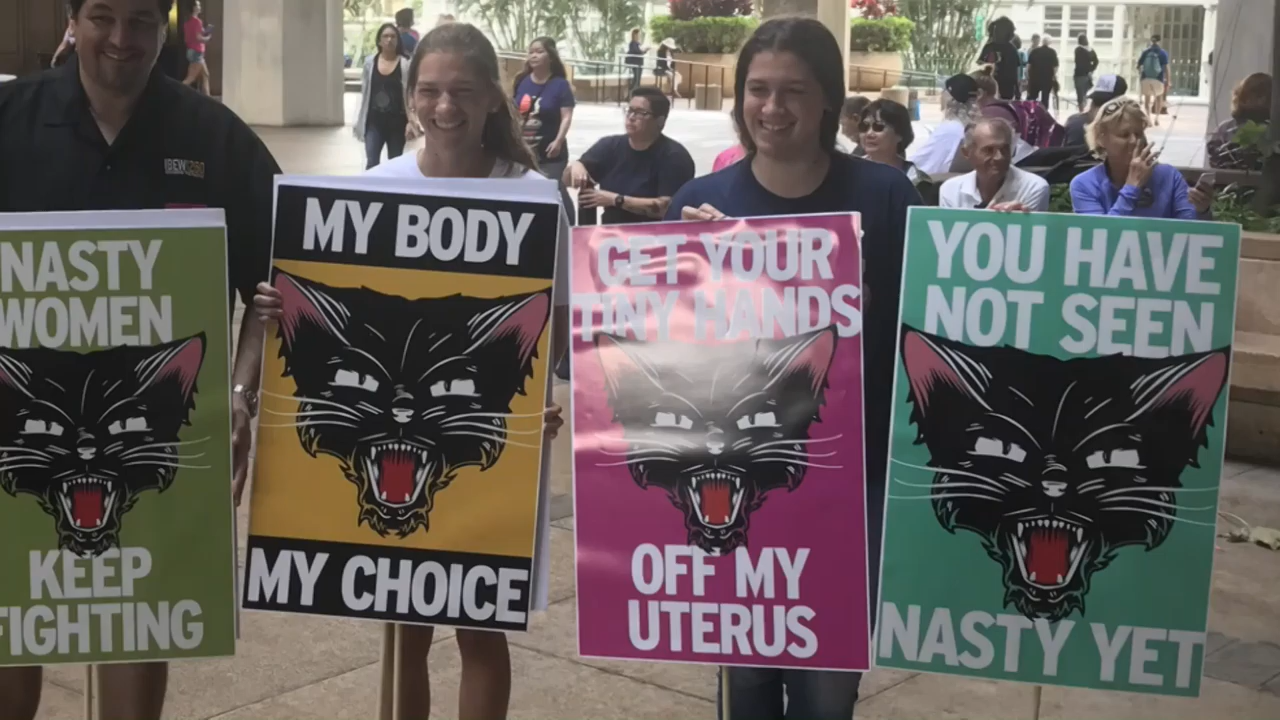 NASTY
WOMEN
KEEP
FIGHTING
MY BODY
MY CHOICE
GET YOUR
TINY HANDS
OFF MY
UTERUS
YOU HAVE
NOT SEEN
NASTY YET